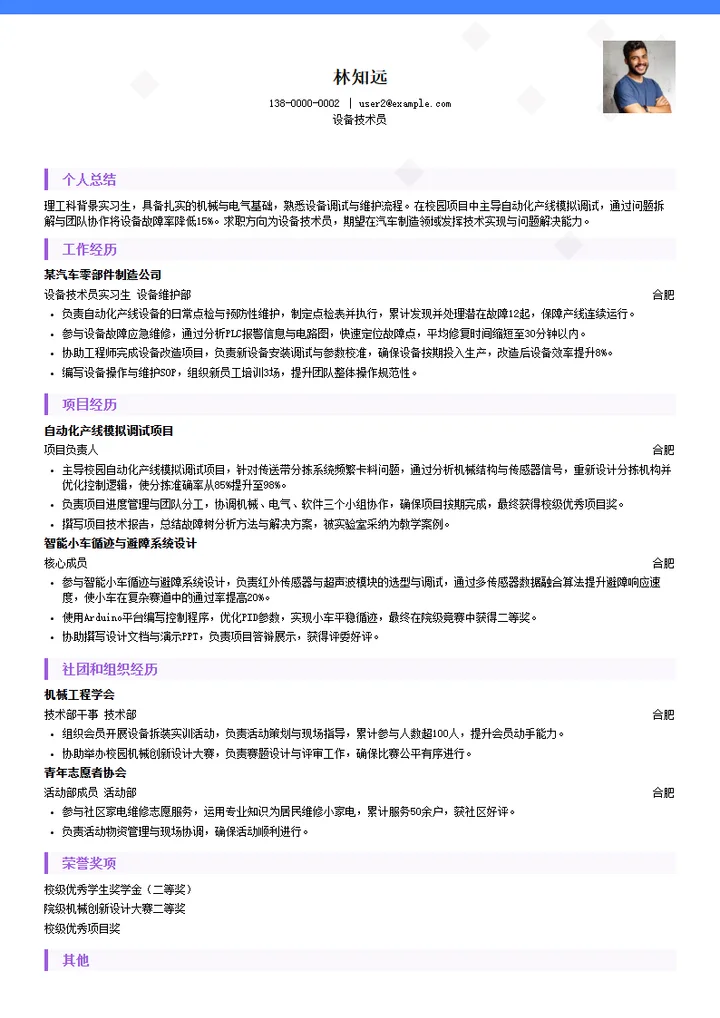 林知远
138-0000-0002 | user2@example.com
设备技术员
个人总结
理工科背景实习生，具备扎实的机械与电气基础，熟悉设备调试与维护流程。在校园项目中主导自动化产线模拟调试，通过问题拆
解与团队协作将设备故障率降低15%。求职方向为设备技术员，期望在汽车制造领域发挥技术实现与问题解决能力。
工作经历
某汽车零部件制造公司
设备技术员实习生 设备维护部 合肥
• 负责自动化产线设备的日常点检与预防性维护，制定点检表并执行，累计发现并处理潜在故障12起，保障产线连续运行。
• 参与设备故障应急维修，通过分析PLC报警信息与电路图，快速定位故障点，平均修复时间缩短至30分钟以内。
• 协助工程师完成设备改造项目，负责新设备安装调试与参数校准，确保设备按期投入生产，改造后设备效率提升8%。
• 编写设备操作与维护SOP，组织新员工培训3场，提升团队整体操作规范性。
项目经历
自动化产线模拟调试项目
项目负责人 合肥
• 主导校园自动化产线模拟调试项目，针对传送带分拣系统频繁卡料问题，通过分析机械结构与传感器信号，重新设计分拣机构并
优化控制逻辑，使分拣准确率从85%提升至98%。
• 负责项目进度管理与团队分工，协调机械、电气、软件三个小组协作，确保项目按期完成，最终获得校级优秀项目奖。
• 撰写项目技术报告，总结故障树分析方法与解决方案，被实验室采纳为教学案例。
智能小车循迹与避障系统设计
核心成员 合肥
• 参与智能小车循迹与避障系统设计，负责红外传感器与超声波模块的选型与调试，通过多传感器数据融合算法提升避障响应速
度，使小车在复杂赛道中的通过率提高20%。
• 使用Arduino平台编写控制程序，优化PID参数，实现小车平稳循迹，最终在院级竞赛中获得二等奖。
• 协助撰写设计文档与演示PPT，负责项目答辩展示，获得评委好评。
社团和组织经历
机械工程学会
技术部干事 技术部 合肥
• 组织会员开展设备拆装实训活动，负责活动策划与现场指导，累计参与人数超100人，提升会员动手能力。
• 协助举办校园机械创新设计大赛，负责赛题设计与评审工作，确保比赛公平有序进行。
青年志愿者协会
活动部成员 活动部 合肥
• 参与社区家电维修志愿服务，运用专业知识为居民维修小家电，累计服务50余户，获社区好评。
• 负责活动物资管理与现场协调，确保活动顺利进行。
荣誉奖项
校级优秀学生奖学金（二等奖）
院级机械创新设计大赛二等奖
校级优秀项目奖
其他